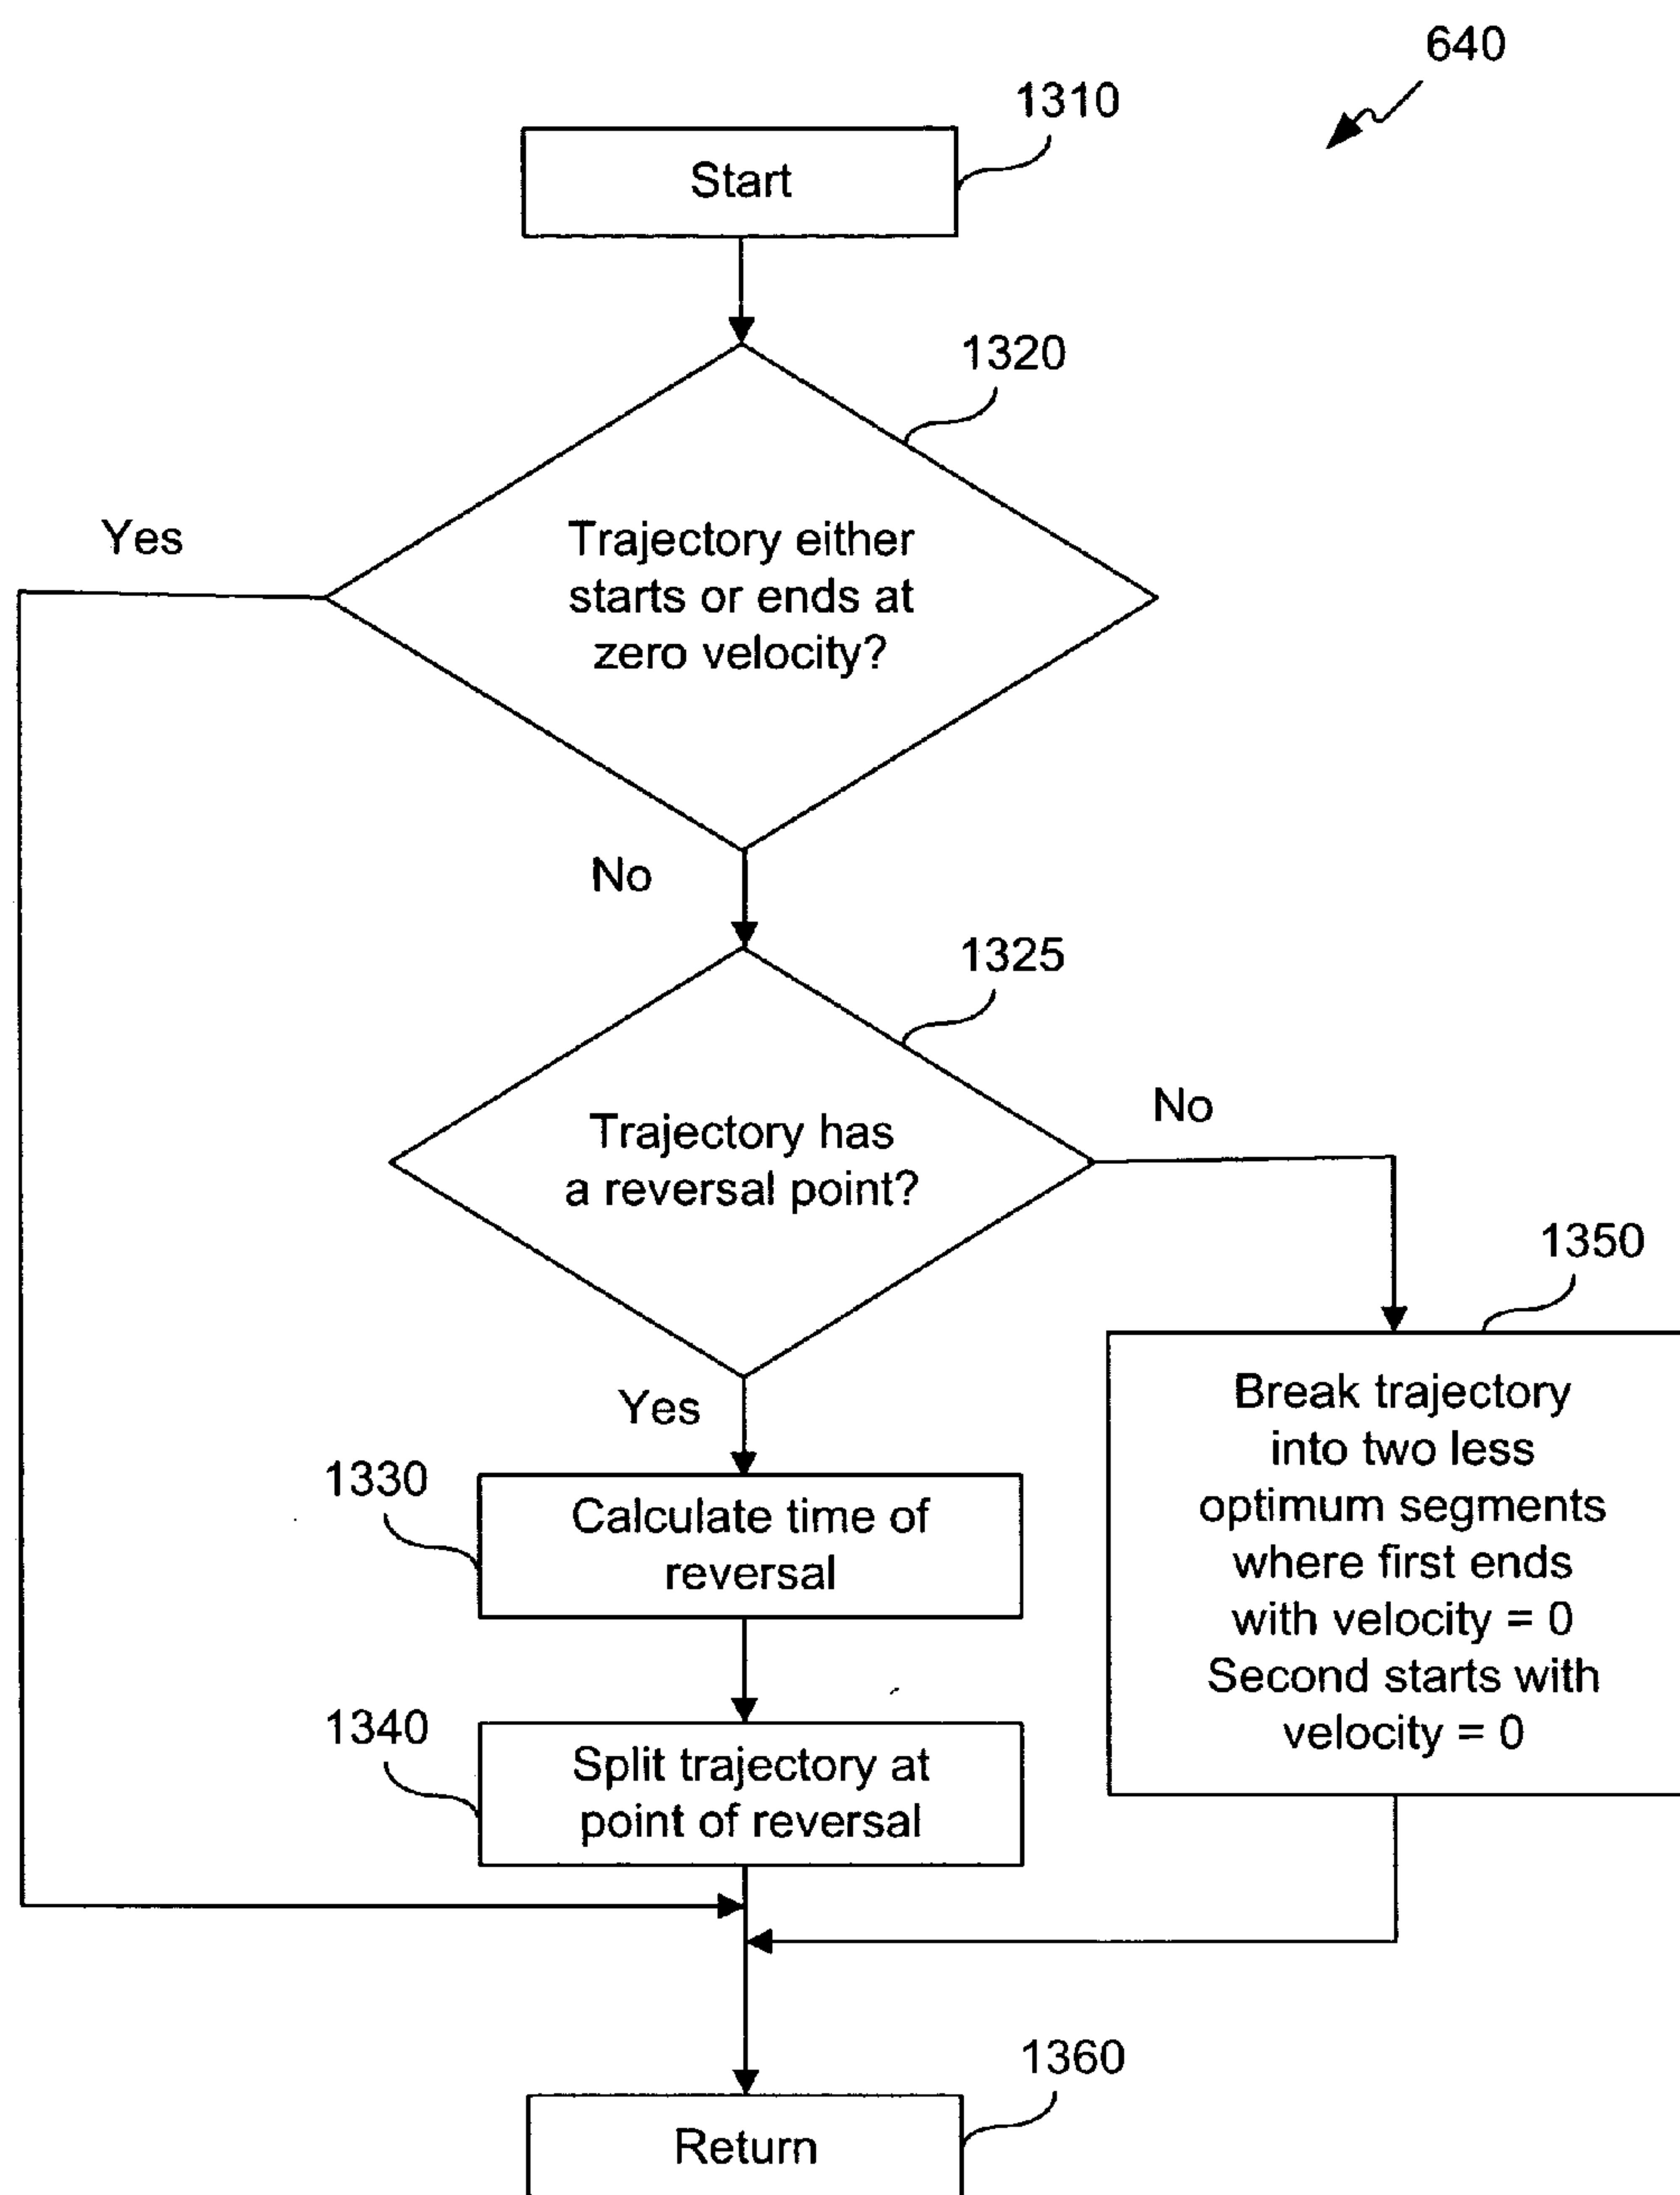 640
1310
Start
1320
Trajectory either
starts or ends at
zero velocity?
Yes
No
1325
Trajectory has
a reversal point?
No
Yes
1350
Break trajectory
into two less
optimum segments
where first ends
with velocity = 0
Second starts with
velocity = 0
1330
Calculate time of
reversal
1340
Split trajectory at
point of reversal
1360
Return